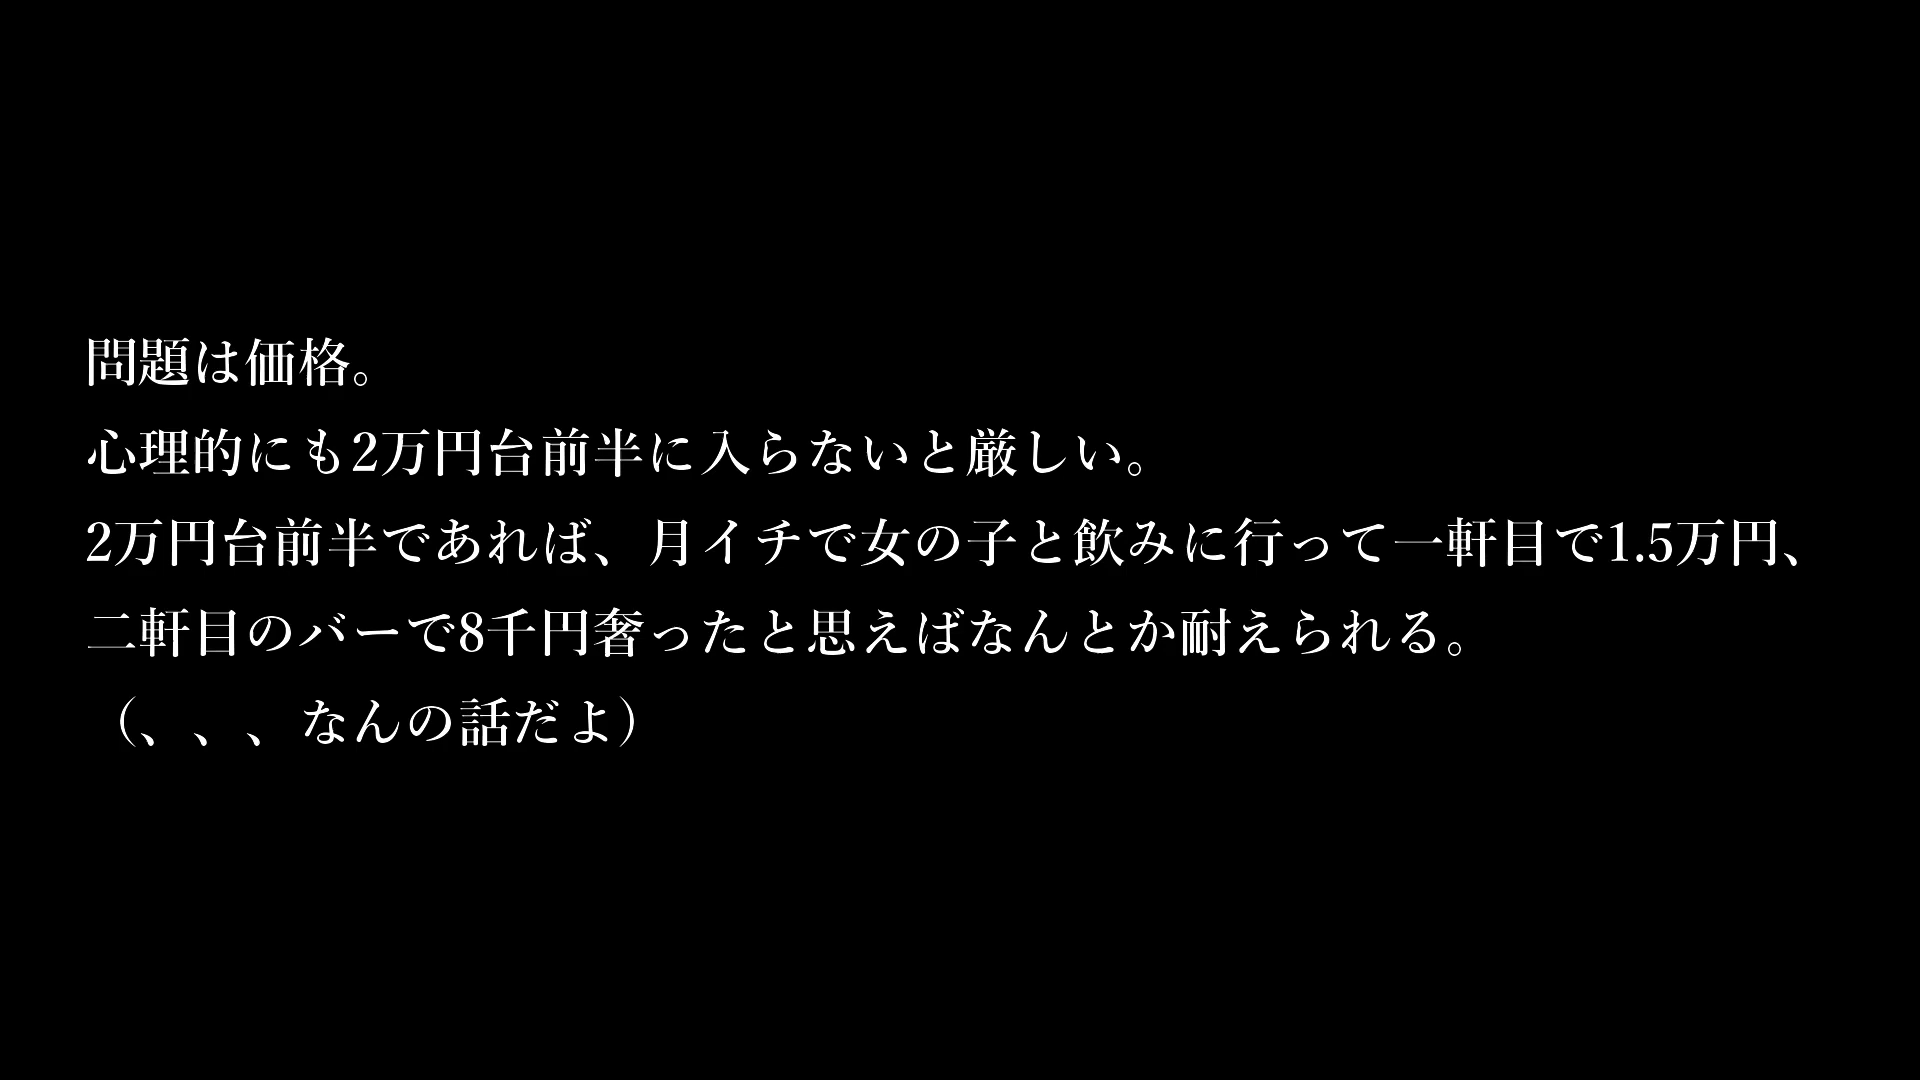 問題は価格。
心理的にも2万円台前半に入らないと厳しい。
2万円台前半であれば、月イチで女の子と飲みに行って一軒目で1.5万円、
二軒目のバーで8千円奢ったと思えばなんとか耐えられる。
（、、、なんの話だよ）